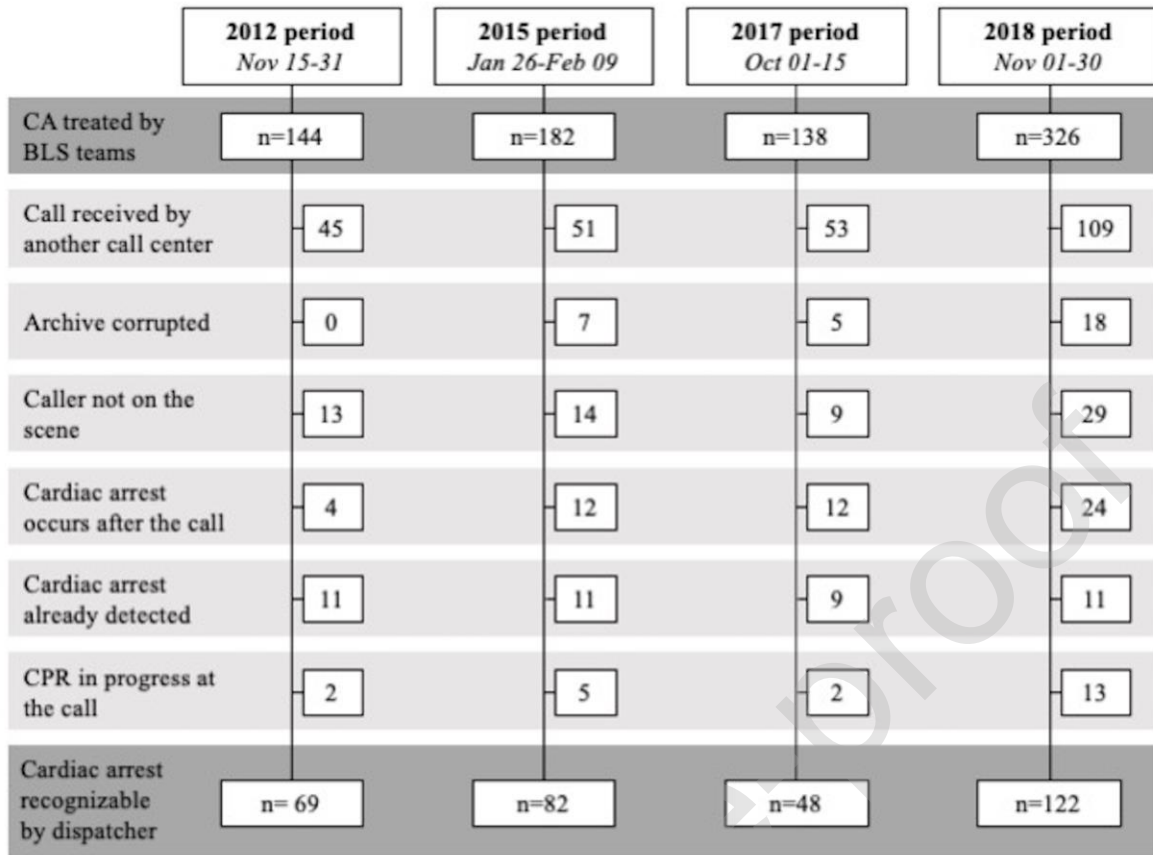 2012 period
Nov 15-31
2015 period
Jan 26-Feb 09
2017 period
Oct 01-15
2018 period
Nov 01-30
CA treated by
BLS teams
n=144
n=182
n=138
n=326
Call received by
another call center
45
51
53
109
Archive corrupted
0
7
5
18
Caller not on the
scene
13
14
9
29
Cardiac arrest
occurs after the call
4
12
12
24
Cardiac arrest
already detected
11
11
9
11
CPR in progress at
the call
2
5
2
13
Cardiac arrest
recognizable
by dispatcher
n= 69
n=82
n=48
n=122
proof